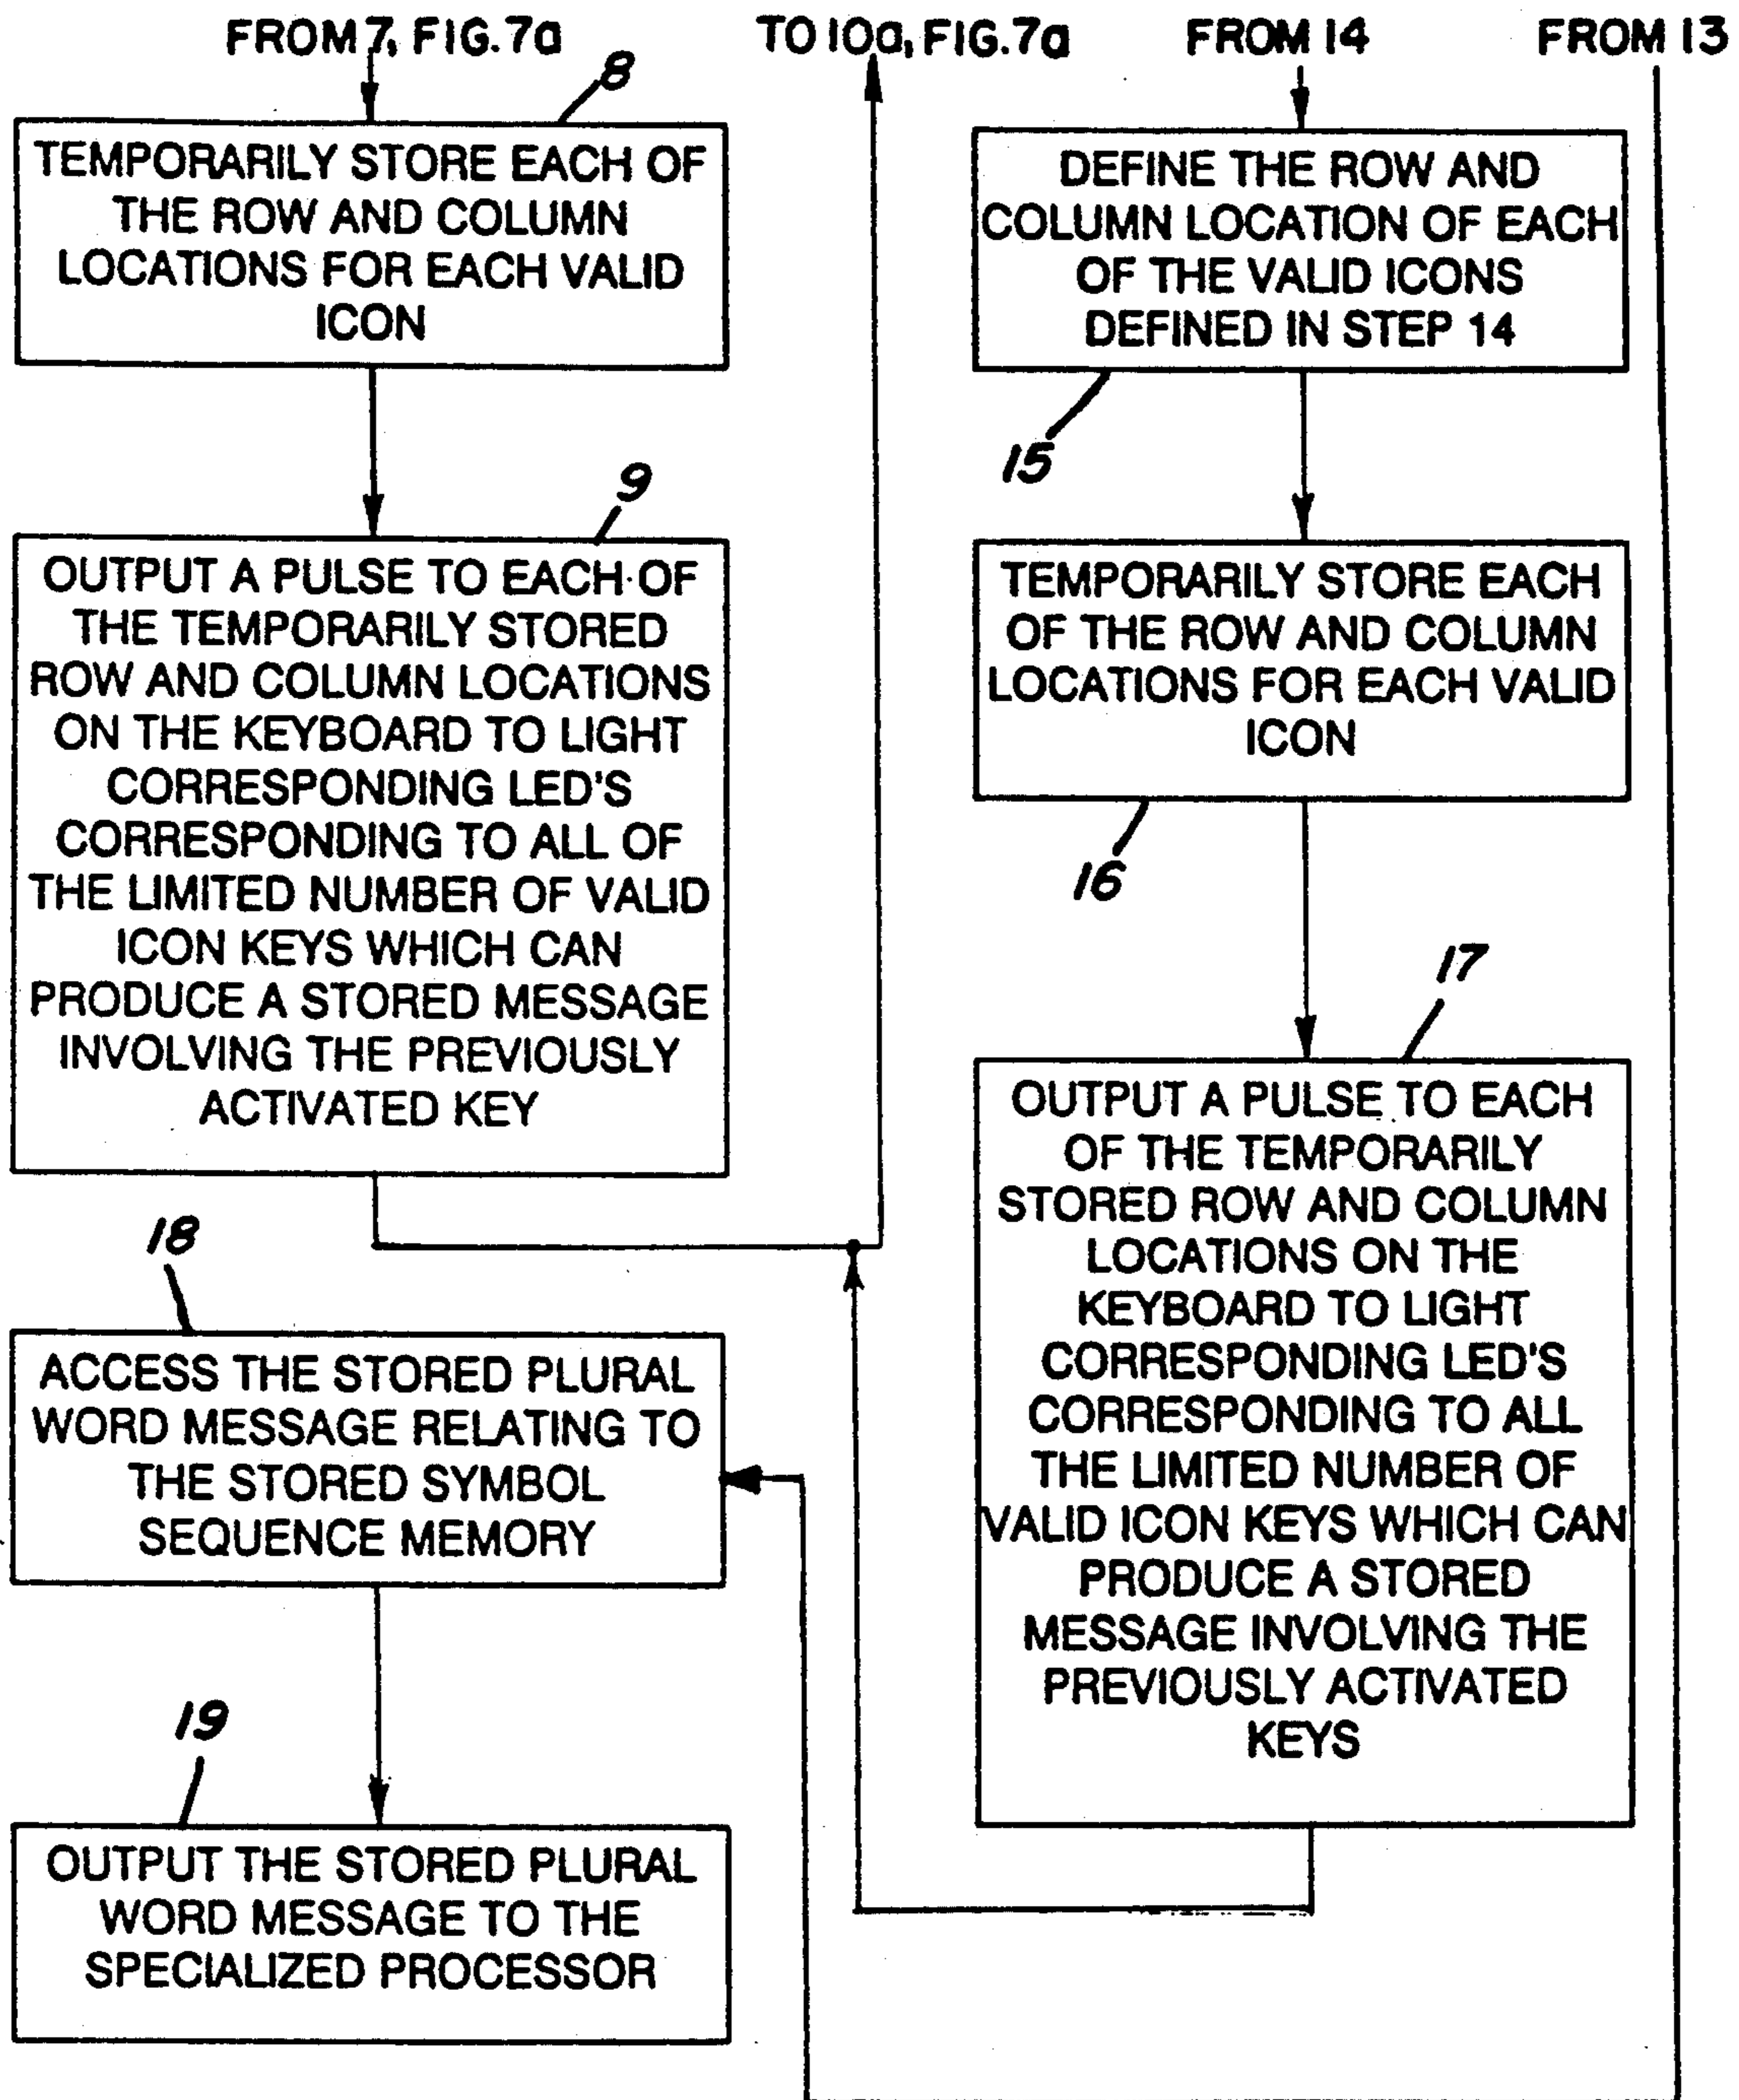 FROM 7, FIG. 7a
TO 10a, FIG. 7a
FROM 14
FROM 13
8
TEMPORARILY STORE EACH OF
THE ROW AND COLUMN
LOCATIONS FOR EACH VALID
ICON
9
OUTPUT A PULSE TO EACH OF
THE TEMPORARILY STORED
ROW AND COLUMN LOCATIONS
ON THE KEYBOARD TO LIGHT
CORRESPONDING LED'S
CORRESPONDING TO ALL OF
THE LIMITED NUMBER OF VALID
ICON KEYS WHICH CAN
PRODUCE A STORED MESSAGE
INVOLVING THE PREVIOUSLY
ACTIVATED KEY
18
ACCESS THE STORED PLURAL
WORD MESSAGE RELATING TO
THE STORED SYMBOL
SEQUENCE MEMORY
19
OUTPUT THE STORED PLURAL
WORD MESSAGE TO THE
SPECIALIZED PROCESSOR
DEFINE THE ROW AND
COLUMN LOCATION OF EACH
OF THE VALID ICONS
DEFINED IN STEP 14
15
TEMPORARILY STORE EACH
OF THE ROW AND COLUMN
LOCATIONS FOR EACH VALID
ICON
16
17
OUTPUT A PULSE TO EACH
OF THE TEMPORARILY
STORED ROW AND COLUMN
LOCATIONS ON THE
KEYBOARD TO LIGHT
CORRESPONDING LED'S
CORRESPONDING TO ALL
THE LIMITED NUMBER OF
VALID ICON KEYS WHICH CAN
PRODUCE A STORED
MESSAGE INVOLVING THE
PREVIOUSLY ACTIVATED
KEYS